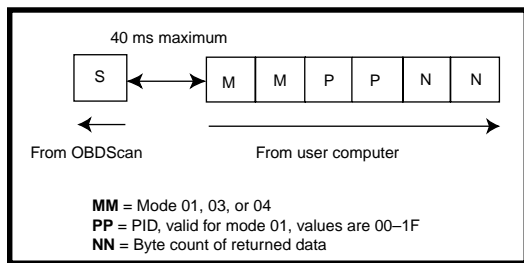 40 ms maximum
S M M P P N N
From OBDScan From user computer
MM = Mode 01, 03, or 04
PP = PID, valid for mode 01, values are 00–1F
NN = Byte count of returned data